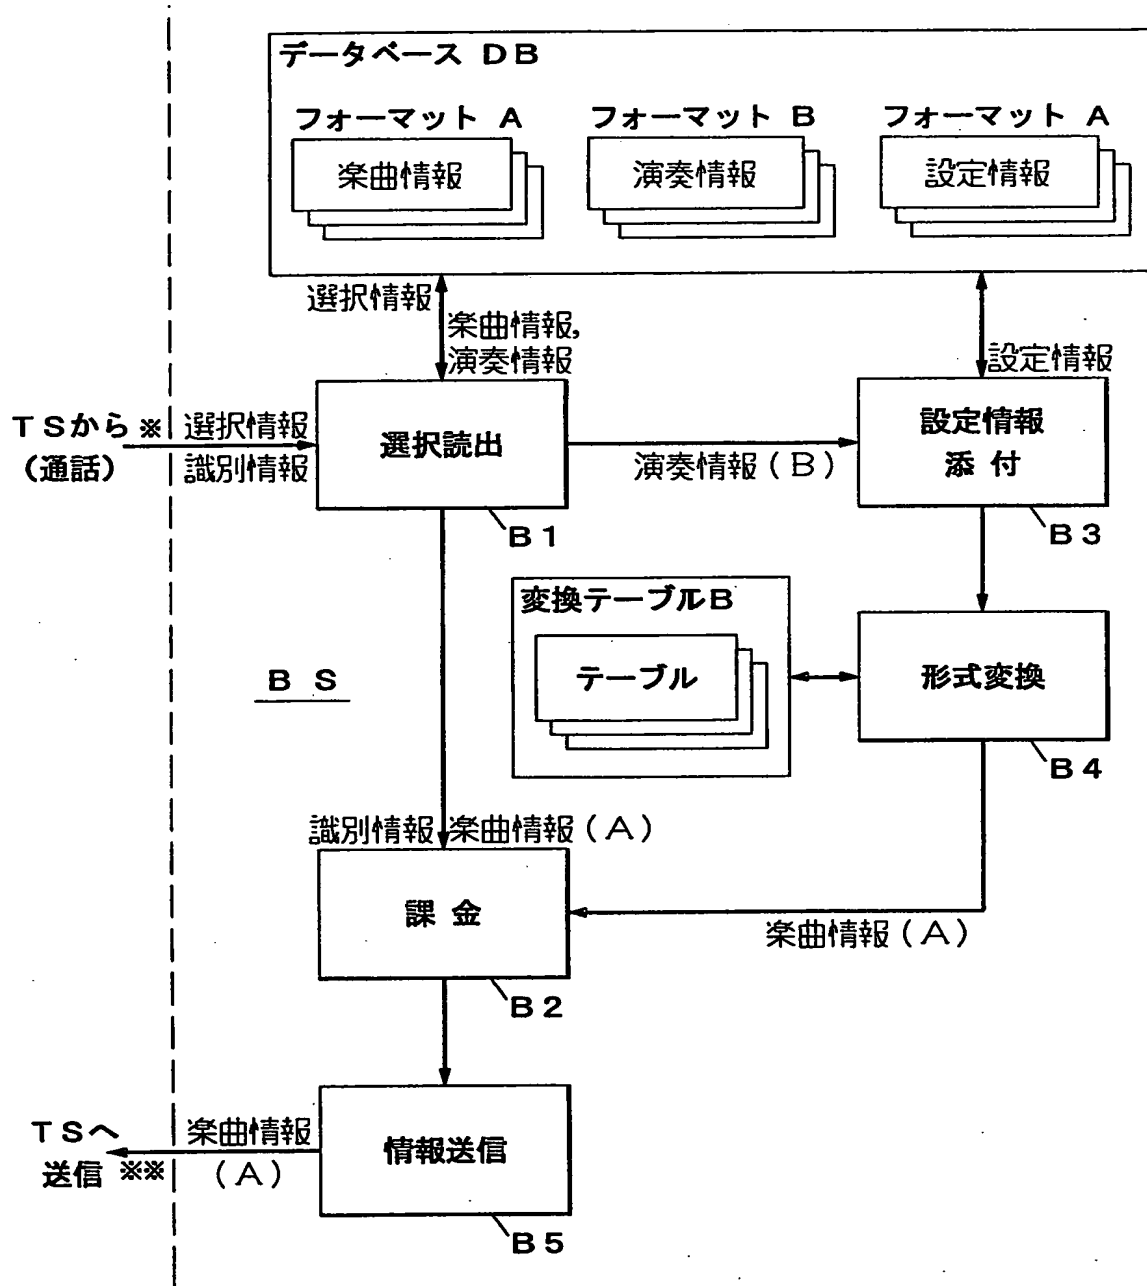 データベース DB
フォーマット A
フォーマット B
フォーマット A
楽曲情報
演奏情報
設定情報
選択情報
楽曲情報,
演奏情報
設定情報
TSから※
(通話)
選択情報
識別情報
選択読出
演奏情報(B)
設定情報
添付
B1
B3
変換テーブルB
テーブル
形式変換
BS
B4
識別情報
楽曲情報(A)
課金
楽曲情報(A)
B2
TSへ
送信 ※※
楽曲情報
(A)
情報送信
B5